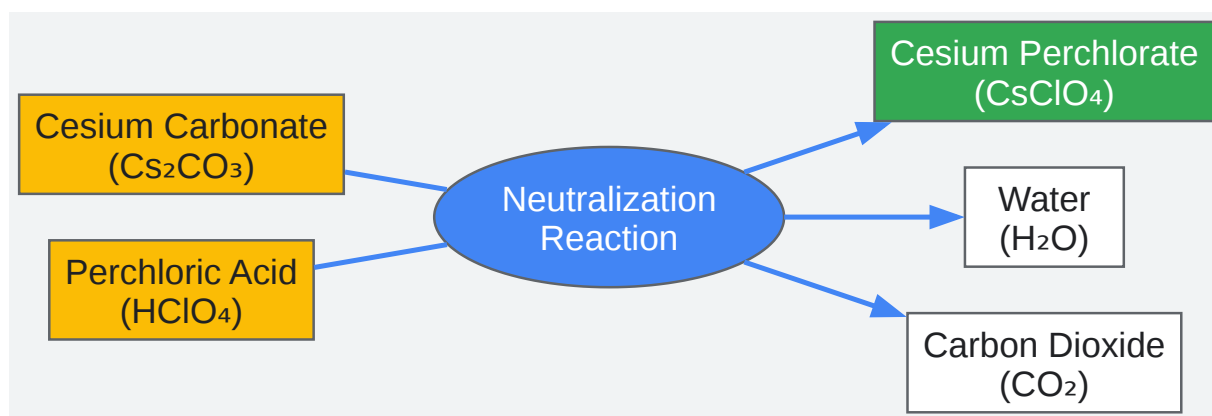 Cesium Carbonate
(Cs₂CO₃)
Perchloric Acid
(HClO₄)
Neutralization
Reaction
Cesium Perchlorate
(CsClO₄)
Water
(H₂O)
Carbon Dioxide
(CO₂)